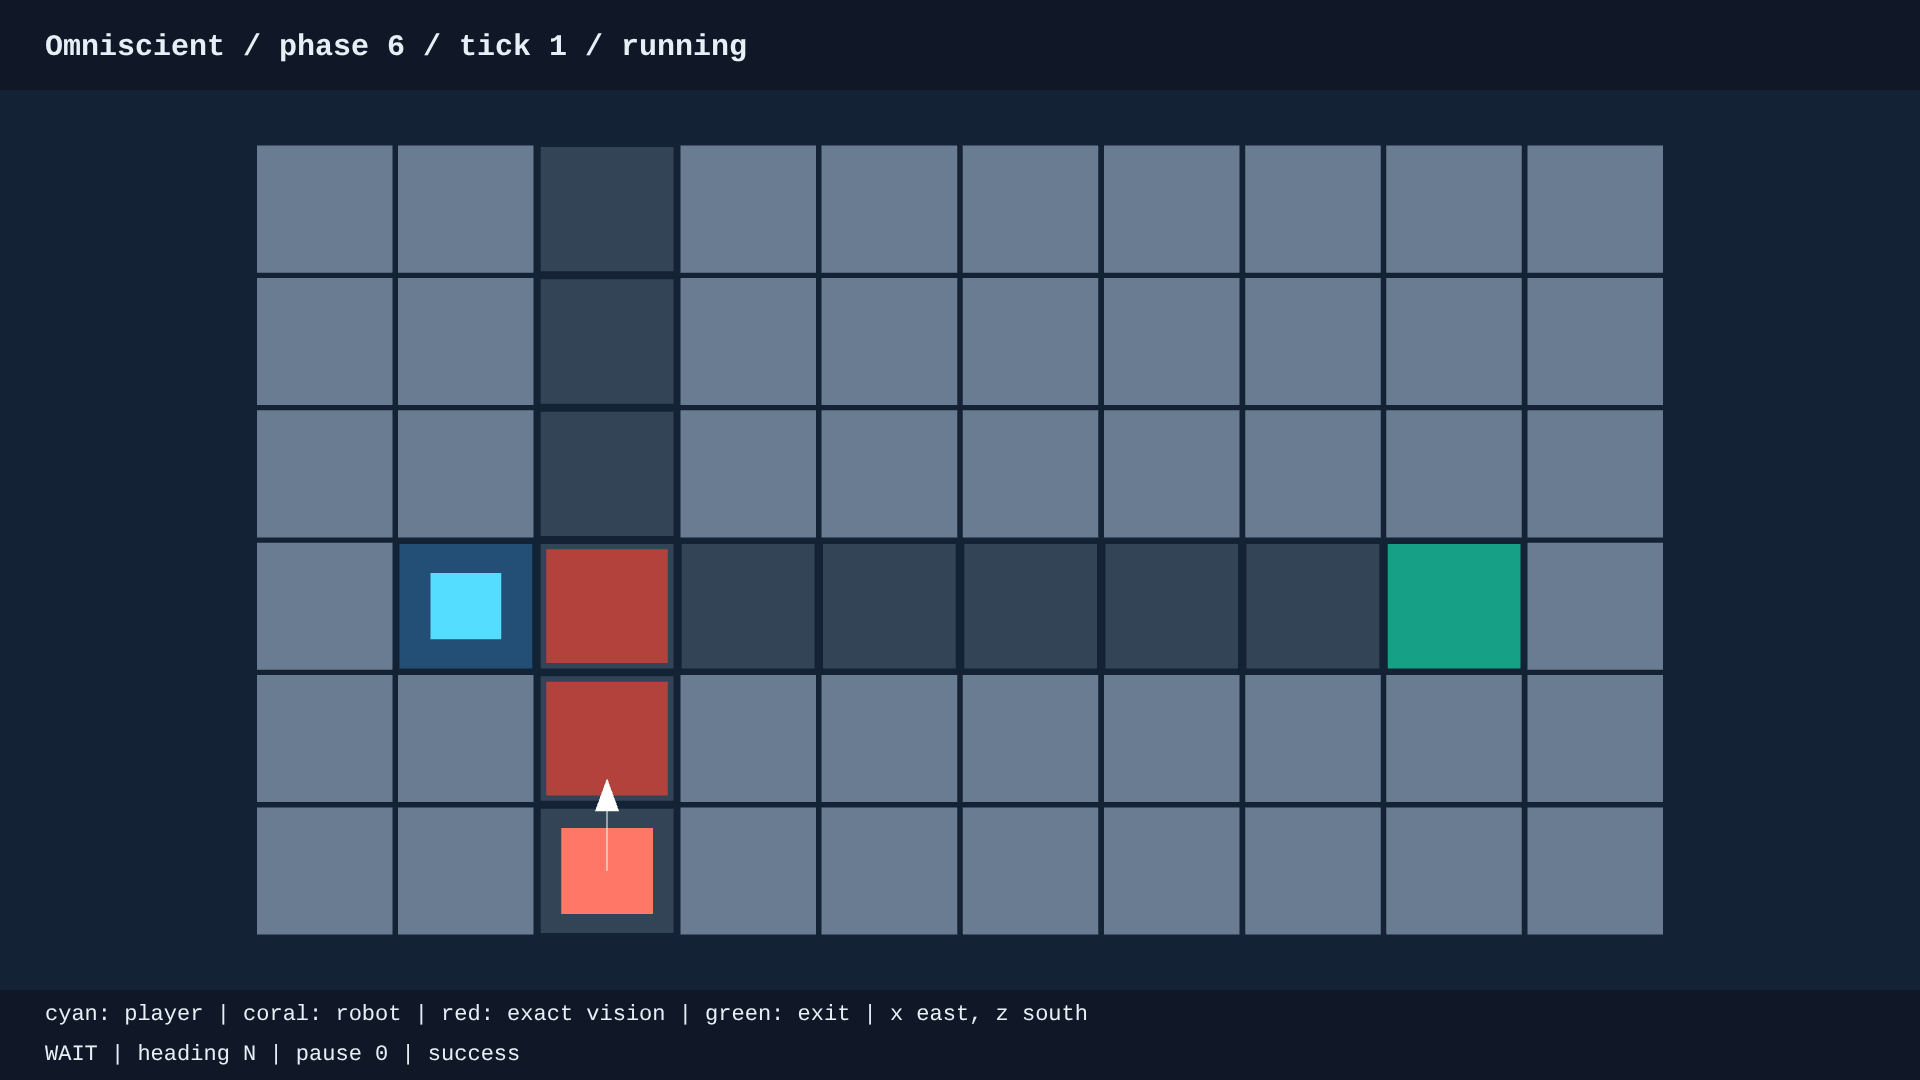 Omniscient / phase 6 / tick 1 / running
cyan: player | coral: robot | red: exact vision | green: exit | x east, z south
WAIT | heading N | pause 0 | success